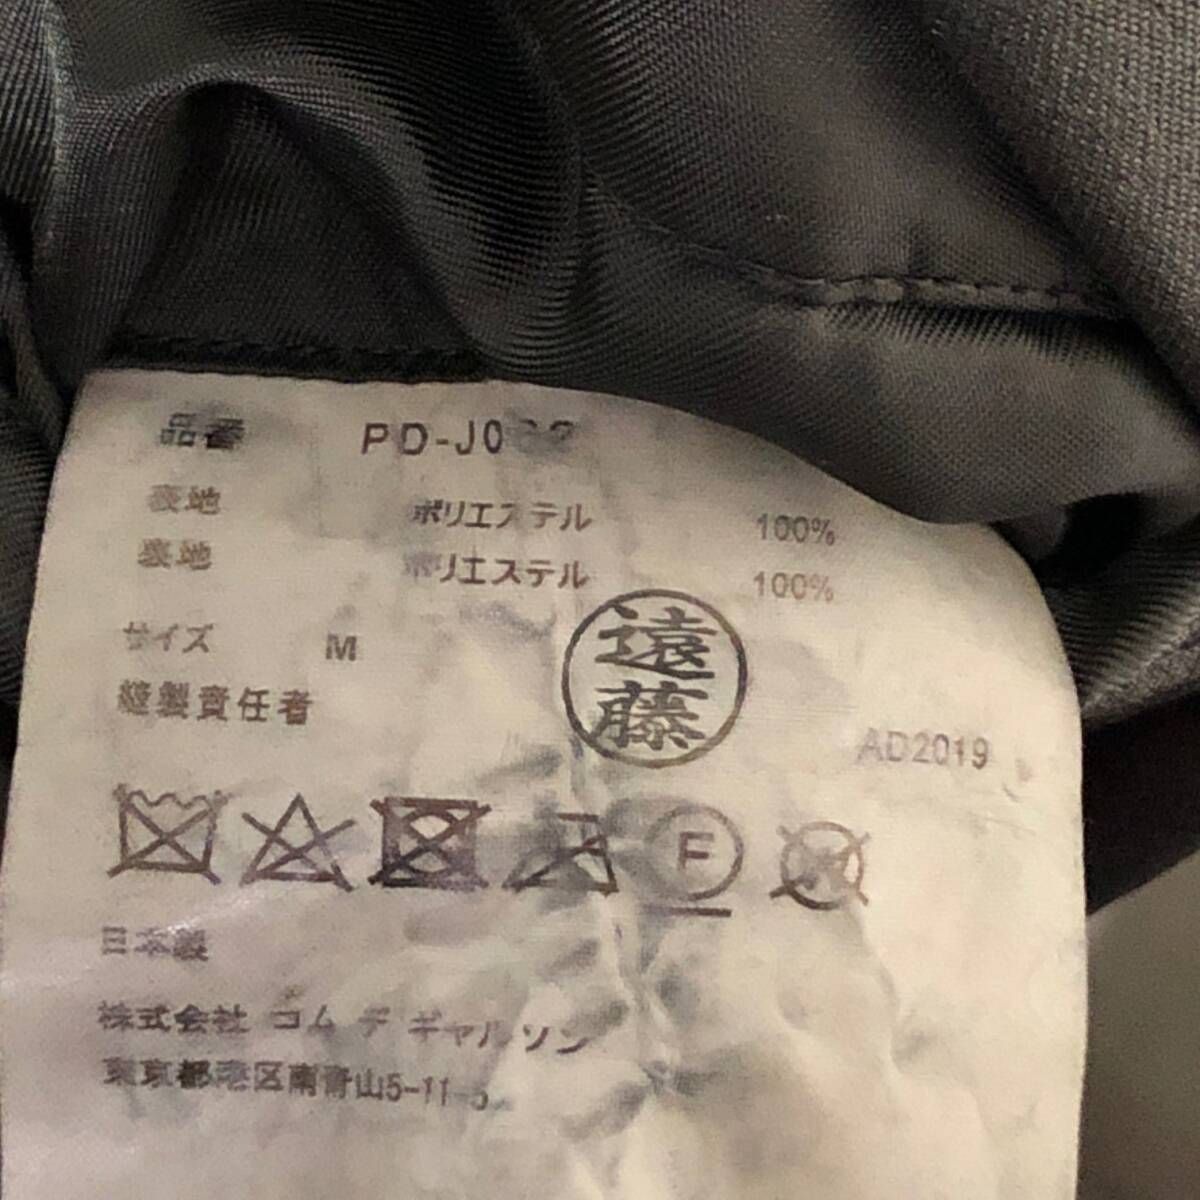 品番 PD-J062
表地 ポリエステル 100%
裏地 ポリエステル 100%
サイズ M
縫製責任者 遠藤
AD2019
F
W
日本製
株式会社 コム デ ギャルソン
東京都港区南青山5-11-5